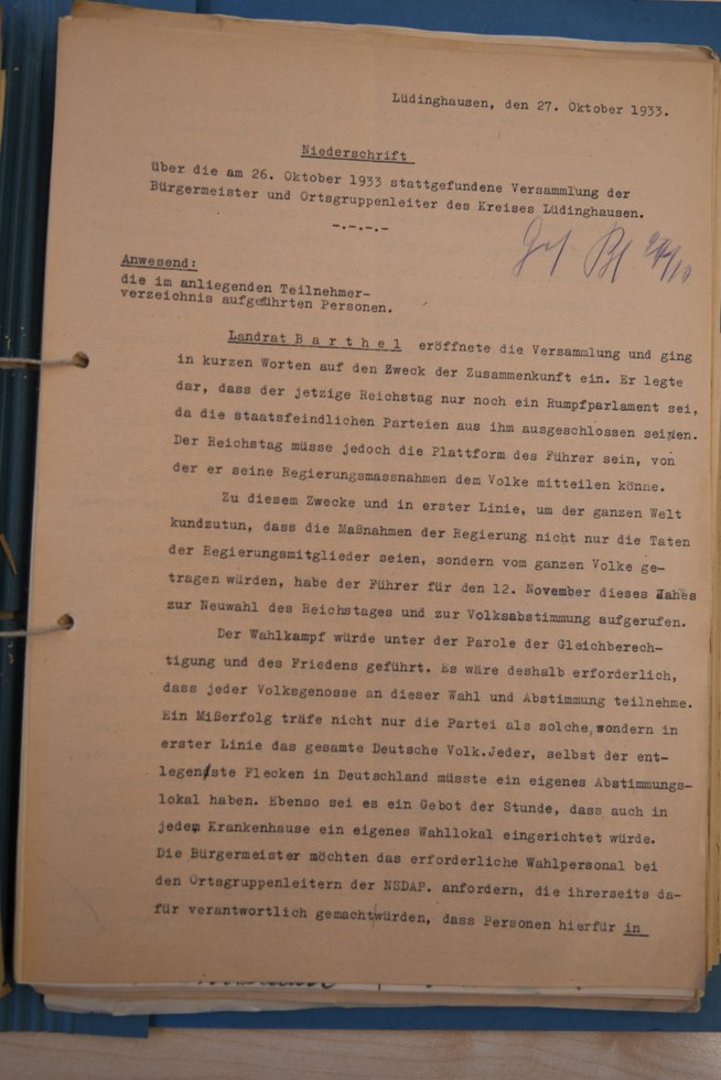 Lüdinghausen, den 27. Oktober 1933.
Niederschrift
über die am 26. Oktober 1933 stattgefundene Versammlung der
Bürgermeister und Ortsgruppenleiter des Kreises Lüdinghausen.
-.-.-.-
Anwesend:
die im anliegenden Teilnehmer-
verzeichnis aufgeführten Personen.
Landrat B a r t h e l eröffnete die Versammlung und ging
in kurzen Worten auf den Zweck der Zusammenkunft ein. Er legte
dar, dass der jetzige Reichstag nur noch ein Rumpfparlament sei,
da die staatsfeindlichen Parteien aus ihm ausgeschlossen seien.
Der Reichstag müsse jedoch die Plattform des Führer sein, von
der er seine Regierungsmassnahmen dem Volke mitteilen könne.
Zu diesem Zwecke und in erster Linie, um der ganzen Welt
kundzutun, dass die Maßnahmen der Regierung nicht nur die Taten
der Regierungsmitglieder seien, sondern vom ganzen Volke ge-
tragen würden, habe der Führer für den 12. November dieses Jahes
zur Neuwahl des Reichstages und zur Volksabstimmung aufgerufen.
Der Wahlkampf würde unter der Parole der Gleichberech-
tigung und des Friedens geführt. Es wäre deshalb erforderlich,
dass jeder Volksgenosse an dieser Wahl und Abstimmung teilnehme.
Ein Mißerfolg träfe nicht nur die Partei als solche, sondern in
erster Linie das gesamte Deutsche Volk.Jeder, selbst der ent-
legenste Flecken in Deutschland müsste ein eigenes Abstimmungs-
lokal haben. Ebenso sei es ein Gebot der Stunde, dass auch in
jedem Krankenhause ein eigenes Wahllokal eingerichtet würde.
Die Bürgermeister möchten das erforderliche Wahlpersonal bei
den Ortsgruppenleitern der NSDAP. anfordern, die ihrerseits da-
für verantwortlich gemacht würden, dass Personen hierfür in